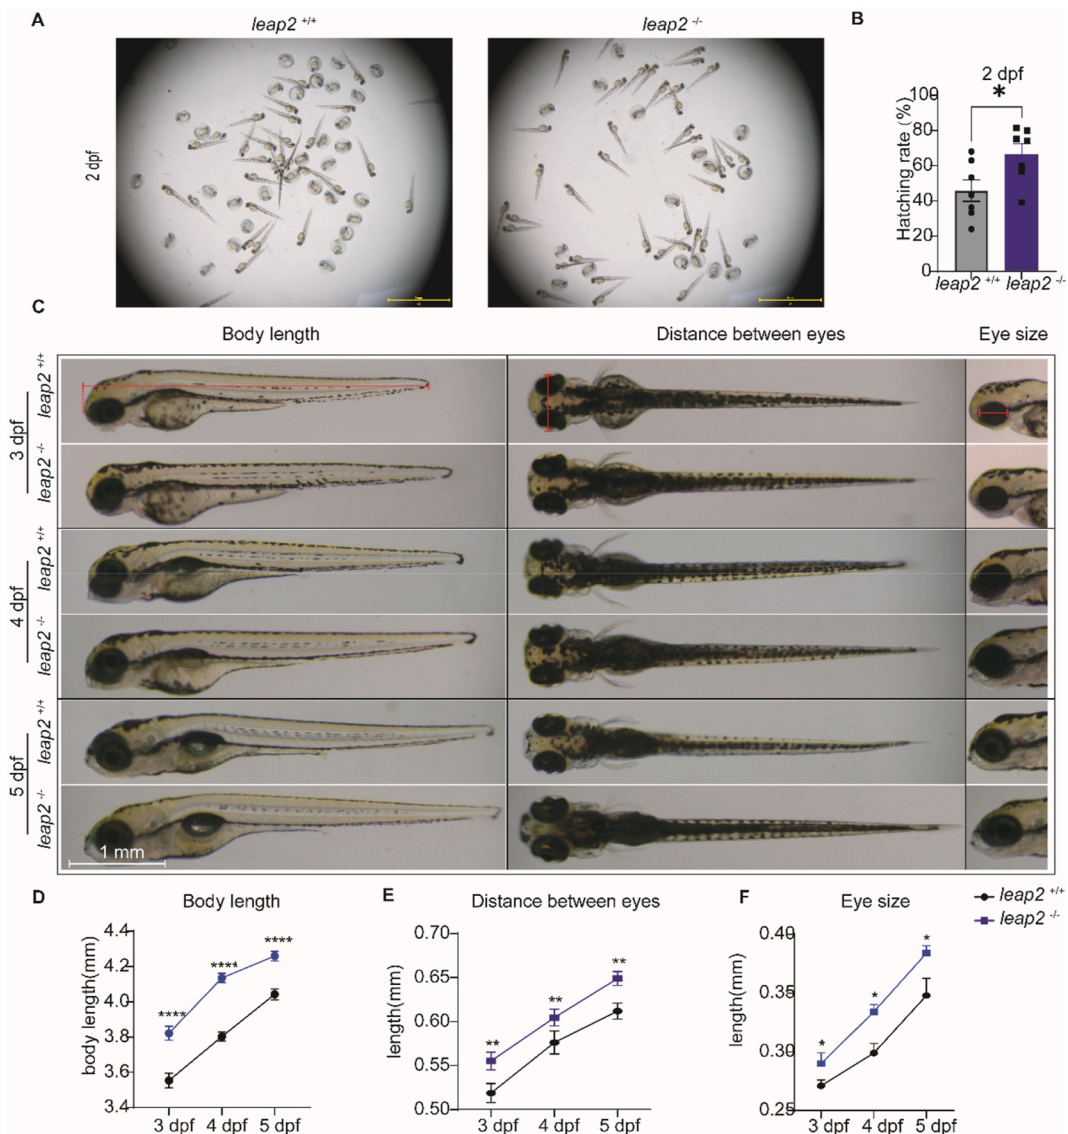 A
leap2 +/+
leap2 -/-
2 dpf
B
2 dpf
*
Hatching rate (%)
100
80
60
40
20
0
leap2 +/+
leap2 -/-
C
Body length
Distance between eyes
Eye size
3 dpf
leap2 +/+
leap2 -/-
4 dpf
leap2 +/+
leap2 -/-
5 dpf
leap2 +/+
leap2 -/-
1 mm
D
Body length
body length(mm)
4.4
4.2
4.0
3.8
3.6
3.4
****
****
****
3 dpf
4 dpf
5 dpf
E
Distance between eyes
length(mm)
0.70
0.65
0.60
0.55
0.50
**
**
**
3 dpf
4 dpf
5 dpf
F
Eye size
length(mm)
0.40
0.35
0.30
0.25
*
*
*
3 dpf
4 dpf
5 dpf
leap2 +/+
leap2 -/-